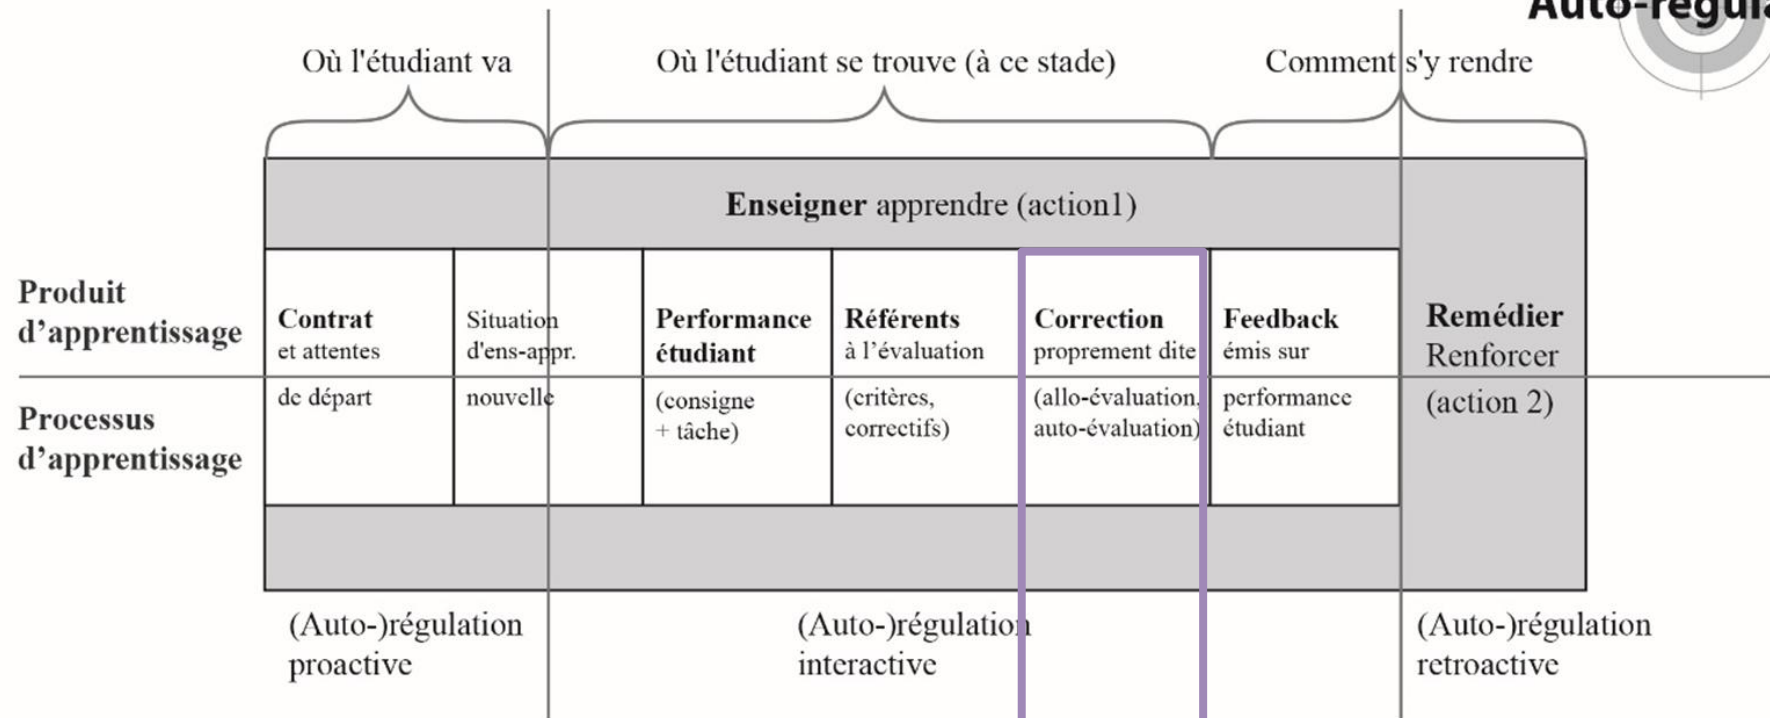 Auto-régula
Où l'étudiant va
Où l'étudiant se trouve (à ce stade)
Comment s'y rendre
Enseigner apprendre (action1)
Produit
d’apprentissage
Processus
d’apprentissage
Contrat
et attentes
de départ
Situation
d'ens-appr.
nouvelle
Performance
étudiant
(consigne
+ tâche)
Référents
à l’évaluation
(critères,
correctifs)
Correction
proprement dite
(allo-évaluation,
auto-évaluation)
Feedback
émis sur
performance
étudiant
Remédier
Renforcer
(action 2)
(Auto-)régulation
proactive
(Auto-)régulation
interactive
(Auto-)régulation
retroactive